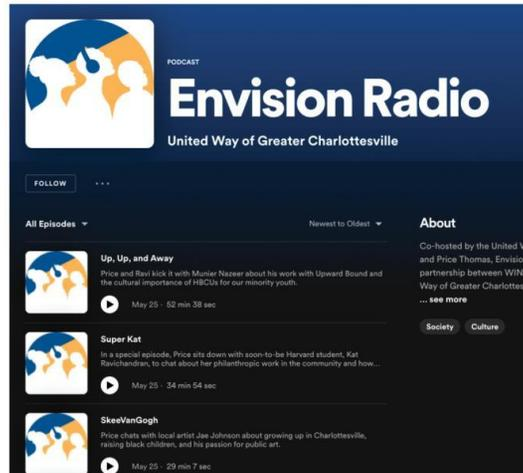 PODCAST
Envision Radio
United Way of Greater Charlottesville
FOLLOW
All Episodes
Newest to Oldest
Up, Up, and Away
Price and Ravi kick it with Munier Nazeer about his work with Upward Bound and
the cultural importance of HBCUs for our minority youth.
May 25 · 52 min 38 sec
Super Kat
In a special episode, Price sits down with soon-to-be Harvard student, Kat
Ravichandran, to chat about her philanthropic work in the community and how...
May 25 · 34 min 54 sec
SkeeVanGogh
Price chats with local artist Jae Johnson about growing up in Charlottesville,
raising black children, and his passion for public art.
May 25 · 29 min 7 sec
About
Co-hosted by the United W
and Price Thomas, Envisio
partnership between WIN
Way of Greater Charlottes
... see more
Society
Culture